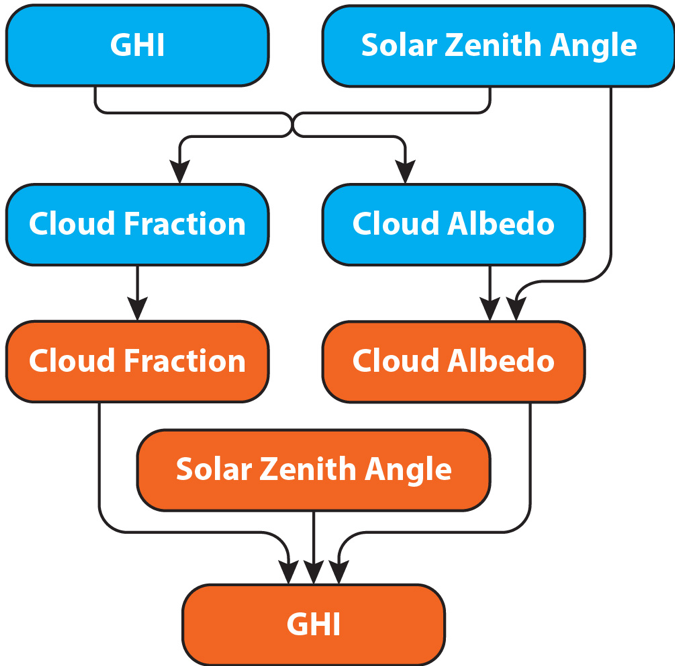 GHI
Solar Zenith Angle
Cloud Fraction
Cloud Albedo
Cloud Fraction
Cloud Albedo
Solar Zenith Angle
GHI